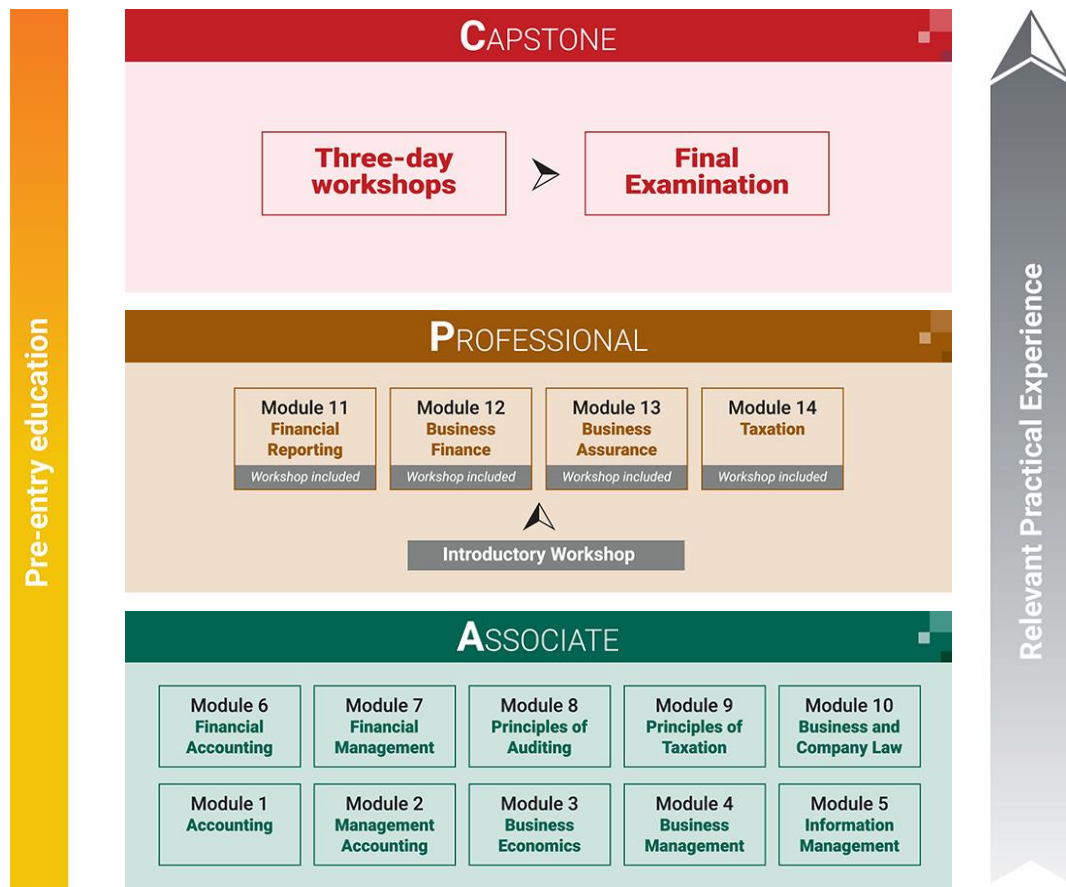 CAPSTONE
Three-day
workshops
Final
Examination
PROFESSIONAL
Module 11
Financial
Reporting
Workshop included
Module 12
Business
Finance
Workshop included
Module 13
Business
Assurance
Workshop included
Module 14
Taxation
Workshop included
Introductory Workshop
ASSOCIATE
Module 6
Financial
Accounting
Module 7
Financial
Management
Module 8
Principles of
Auditing
Module 9
Principles of
Taxation
Module 10
Business and
Company Law
Module 1
Accounting
Module 2
Management
Accounting
Module 3
Business
Economics
Module 4
Business
Management
Module 5
Information
Management
Pre-entry education
Relevant Practical Experience